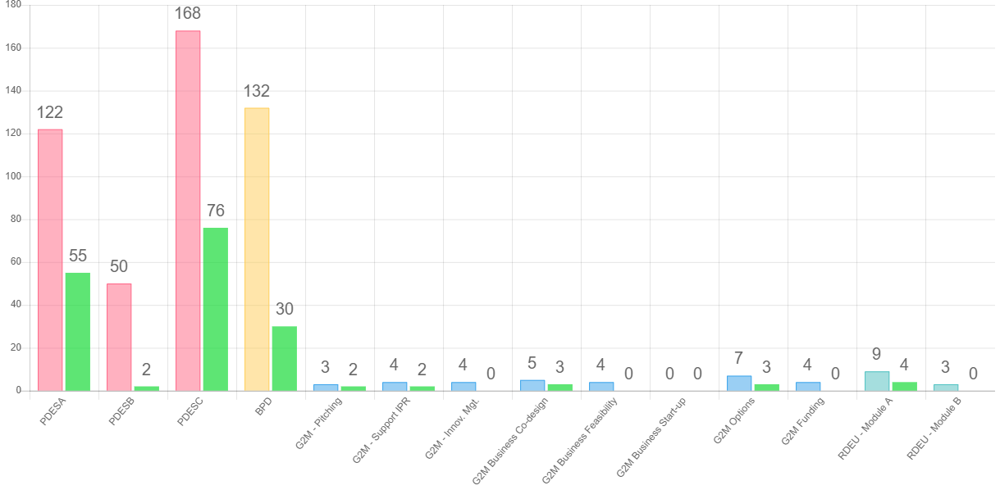 180
160
140
120
100
80
60
40
20
0
122
55
50
2
168
76
132
30
3
2
4
2
4
0
5
3
4
0
0
0
7
3
4
0
9
4
3
0
PDESA
PDESB
PDESC
BPD
G2M - Pitching
G2M - Support IPR
G2M - Innov. Mgt.
G2M Business Co-design
G2M Business Feasibility
G2M Business Start-up
G2M Options
G2M Funding
RDEU - Module A
RDEU - Module B